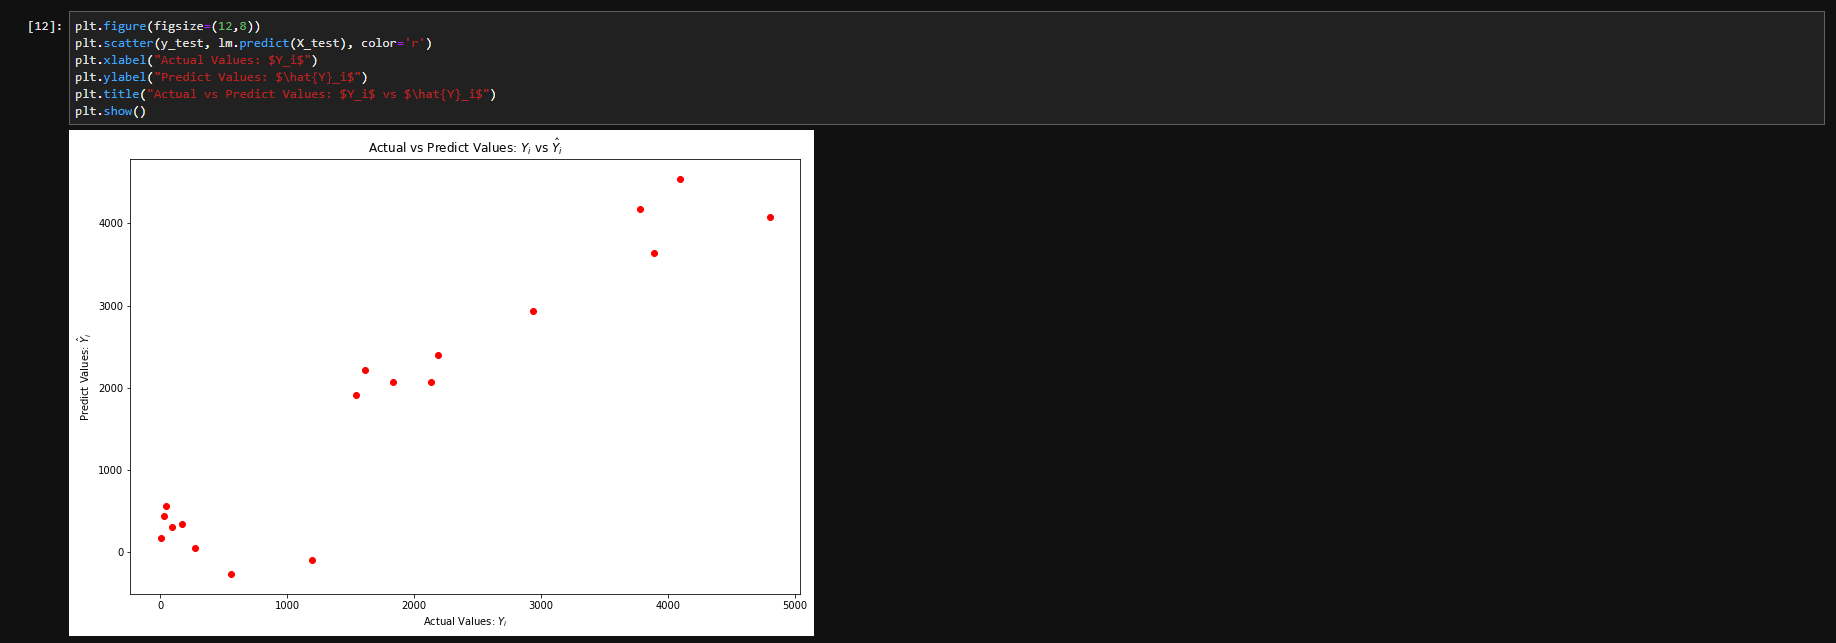 [12]: plt.figure(figsize=(12,8))
plt.scatter(y_test, lm.predict(X_test), color='r')
plt.xlabel("Actual Values: $Y_i$")
plt.ylabel("Predict Values: $\hat{Y}_i$")
plt.title("Actual vs Predict Values: $Y_i$ vs $\hat{Y}_i$")
plt.show()
Actual vs Predict Values: Yᵢ vs Ŷᵢ
Predict Values: Ŷᵢ
4000
3000
2000
1000
0
0 1000 2000 3000 4000 5000
Actual Values: Yᵢ